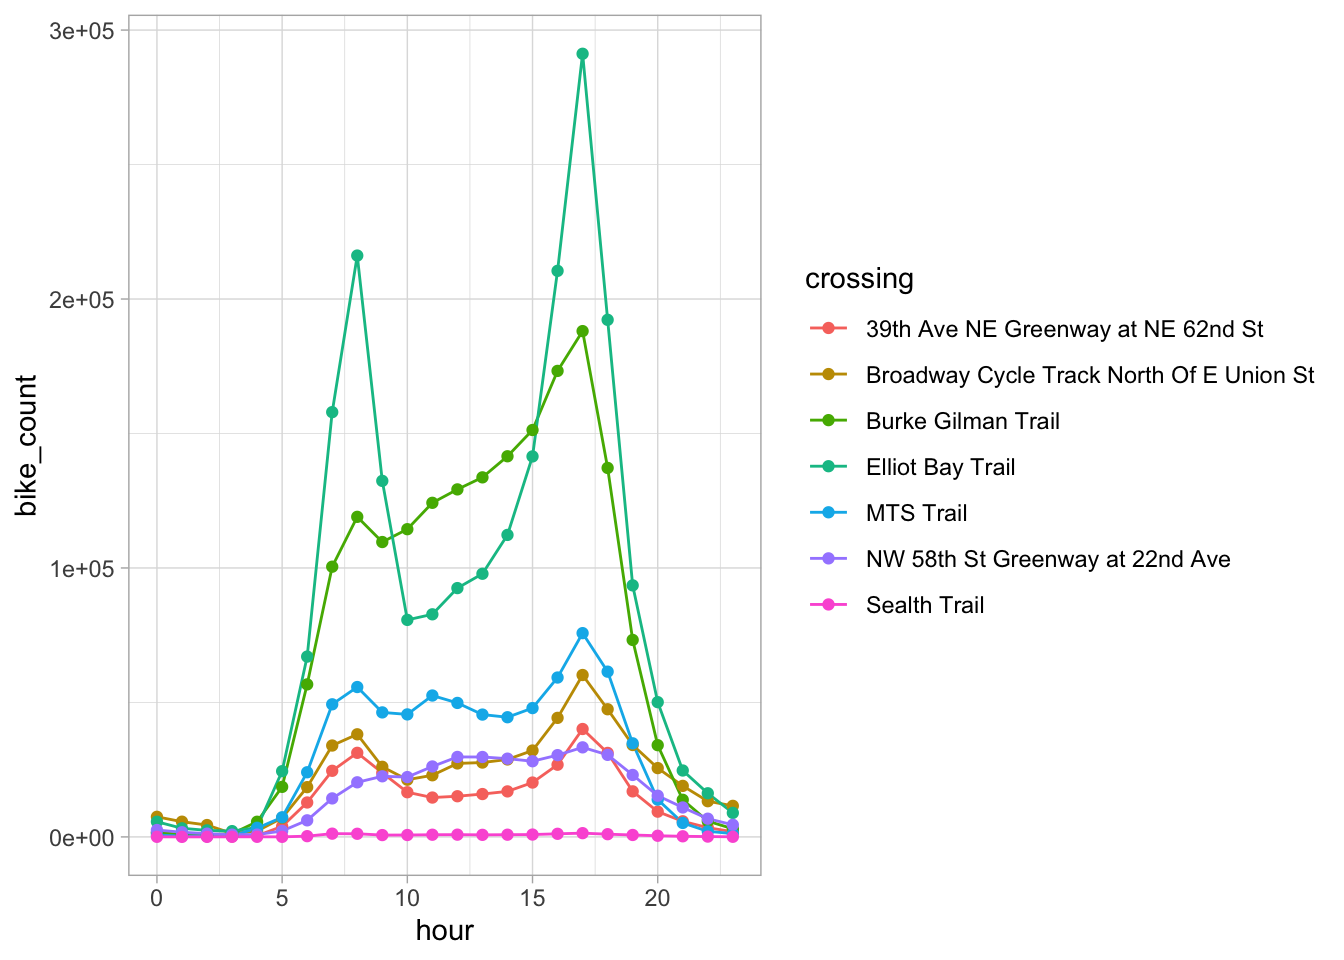 3e+05
2e+05
1e+05
0e+00
bike_count
0 5 10 15 20
hour
crossing
39th Ave NE Greenway at NE 62nd St
Broadway Cycle Track North Of E Union St
Burke Gilman Trail
Elliot Bay Trail
MTS Trail
NW 58th St Greenway at 22nd Ave
Sealth Trail